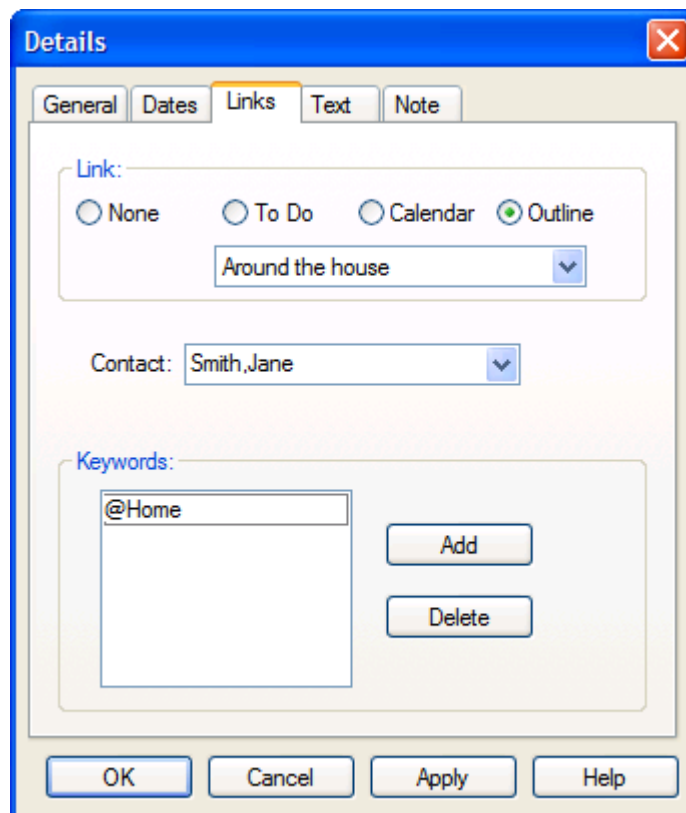 Details
General Dates Links Text Note
Link:
None To Do Calendar Outline
Around the house
Contact: Smith,Jane
Keywords:
@Home
Add
Delete
OK Cancel Apply Help